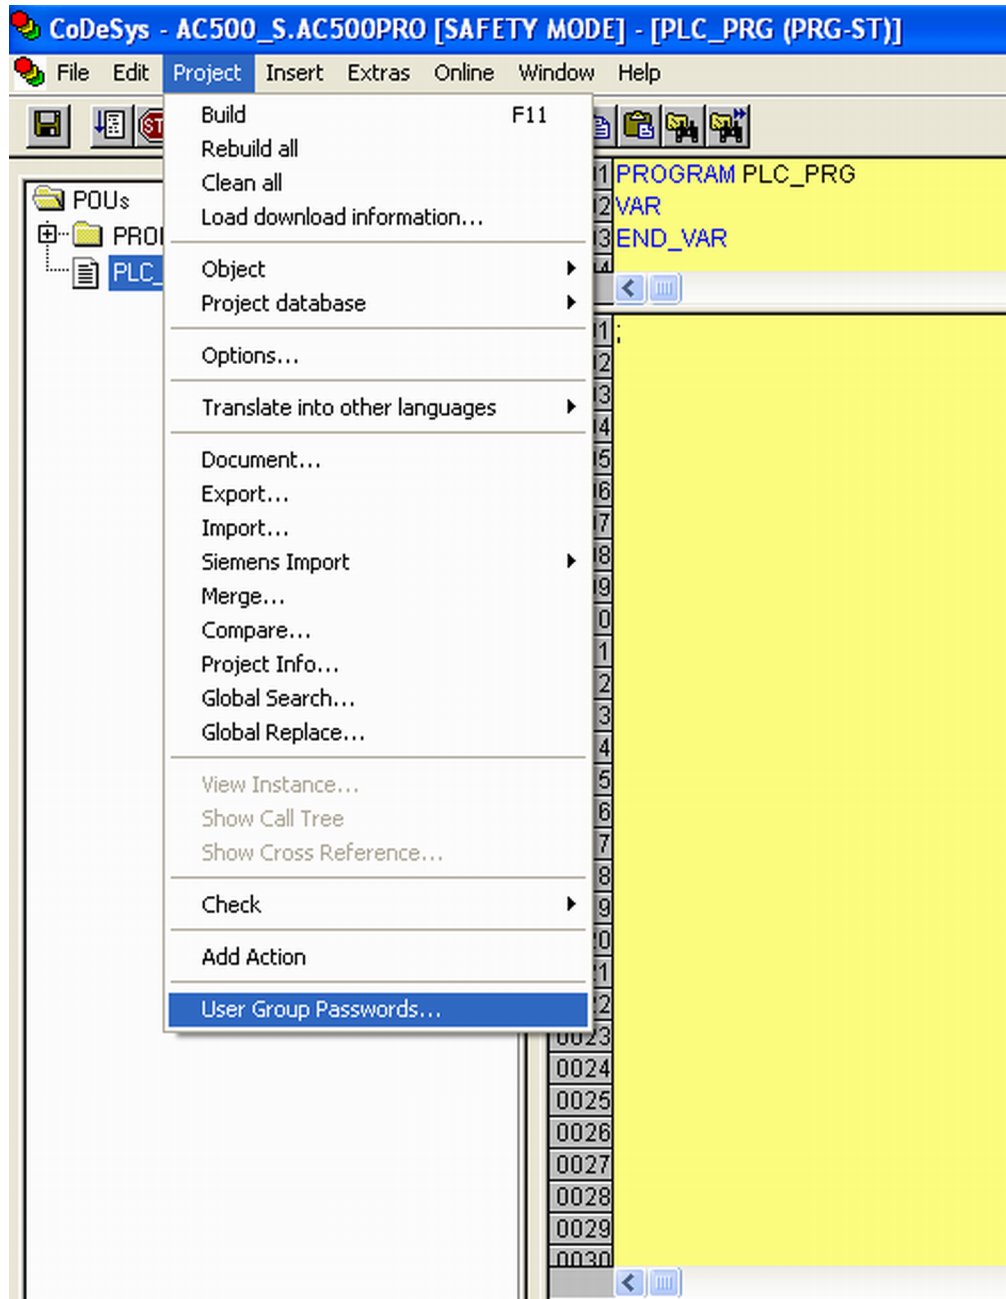 CoDeSys - AC500_S.AC500PRO [SAFETY MODE] - [PLC_PRG (PRG-ST)]
File Edit Project Insert Extras Online Window Help
Build F11
Rebuild all
Clean all
Load download information...
Object
Project database
Options...
Translate into other languages
Document...
Export...
Import...
Siemens Import
Merge...
Compare...
Project Info...
Global Search...
Global Replace...
View Instance...
Show Call Tree
Show Cross Reference...
Check
Add Action
User Group Passwords...
POUs
PLC_
PROGRAM PLC_PRG
VAR
END_VAR
;
0023
0024
0025
0026
0027
0028
0029
0030